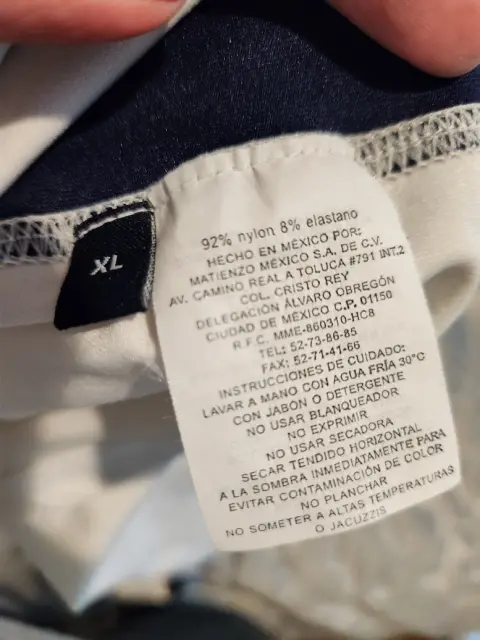 XL
92% nylon 8% elastano
HECHO EN MÉXICO POR:
MATIENZO MÉXICO S.A. DE C.V.
AV. CAMINO REAL A TOLUCA #791 INT.2
COL. CRISTO REY
DELEGACIÓN ÁLVARO OBREGÓN
CIUDAD DE MÉXICO C.P. 01150
R.F.C. MME-860310-HC8
TEL: 52-73-86-85
FAX: 52-71-41-66
INSTRUCCIONES DE CUIDADO:
LAVAR A MANO CON AGUA FRÍA 30°C
CON JABON O DETERGENTE
NO USAR BLANQUEADOR
NO EXPRIMIR
NO USAR SECADORA
SECAR TENDIDO HORIZONTAL
A LA SOMBRA INMEDIATAMENTE PARA
EVITAR CONTAMINACIÓN DE COLOR
NO PLANCHAR
NO SOMETER A ALTAS TEMPERATURAS
O JACUZZIS